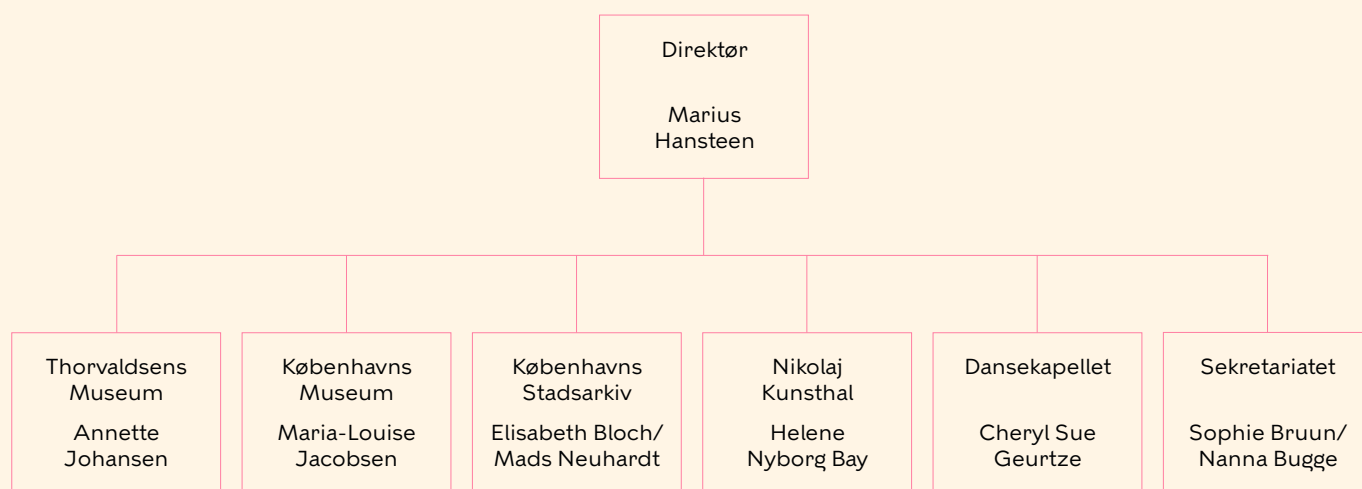 Direktør
Marius
Hansteen
Thorvaldsens
Museum
Annette
Johansen
Københavns
Museum
Maria-Louise
Jacobsen
Københavns
Stadsarkiv
Elisabeth Bloch/
Mads Neuhardt
Nikolaj
Kunsthal
Helene
Nyborg Bay
Dansekapellet
Cheryl Sue
Geurtze
Sekretariatet
Sophie Bruun/
Nanna Bugge